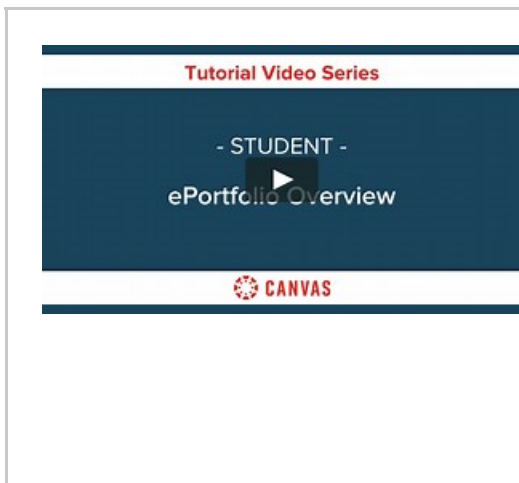 Tutorial Video Series
- STUDENT -
ePortfolio Overview
CANVAS